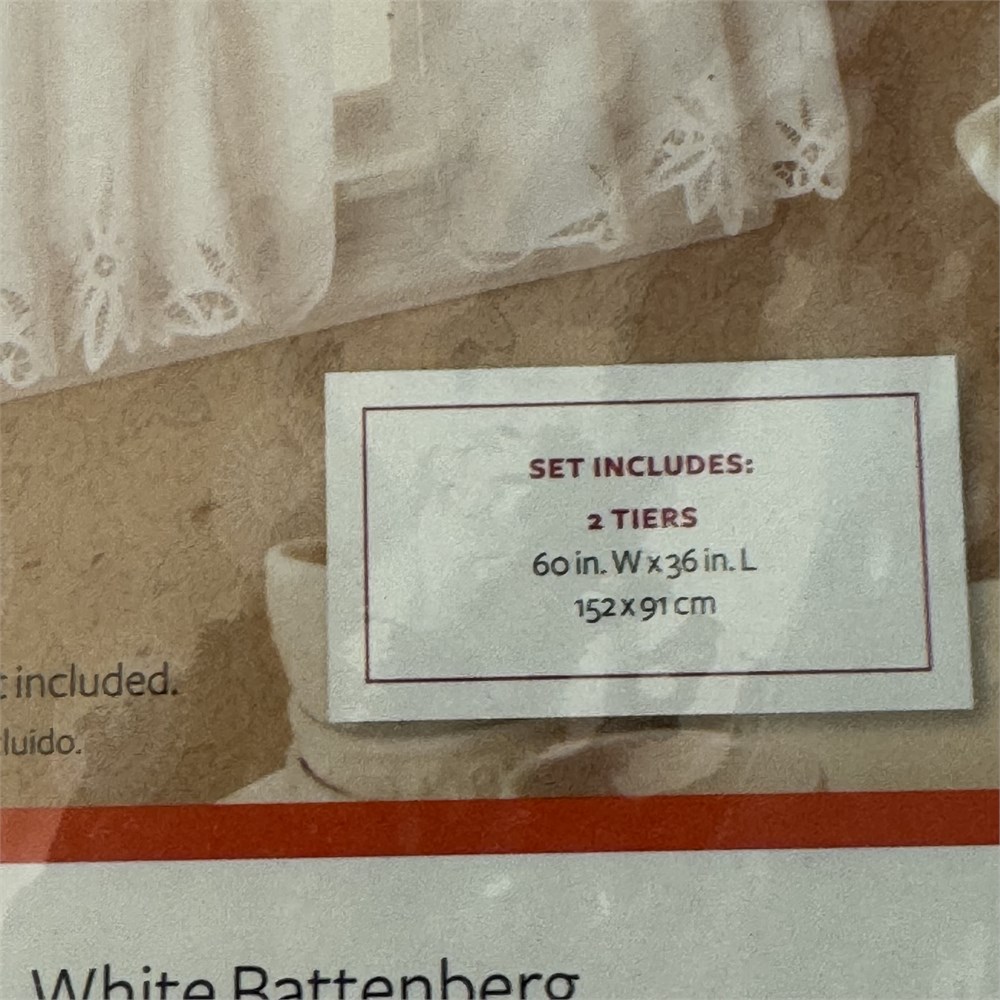 SET INCLUDES:
2 TIERS
60 in. W x 36 in. L
152 x 91 cm
included.
luido.
White Battenberg